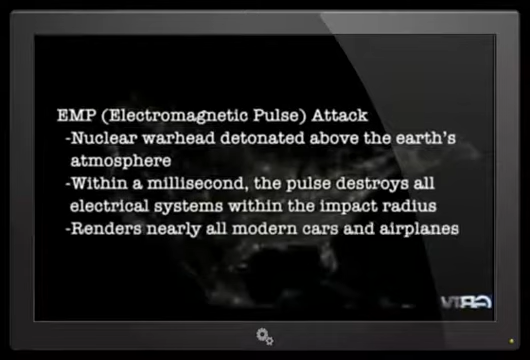 EMP (Electromagnetic Pulse) Attack
-Nuclear warhead detonated above the earth's
atmosphere
-Within a millisecond, the pulse destroys all
electrical systems within the impact radius
-Renders nearly all modern cars and airplanes